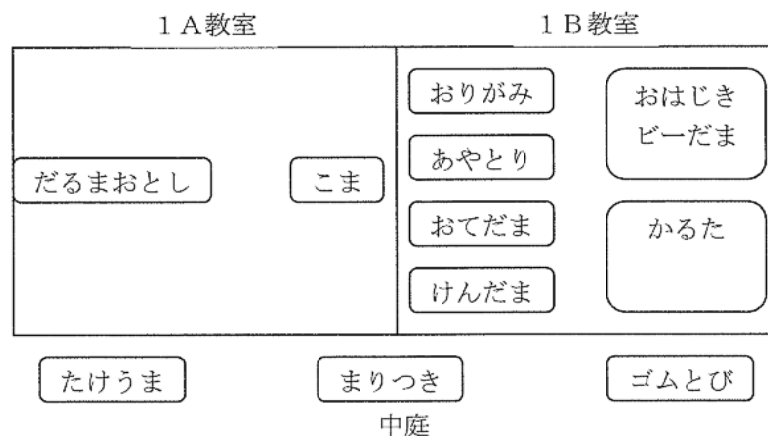 １Ａ教室
１Ｂ教室
おりがみ
おはじき
ビーだま
あやとり
だるまおとし
こま
おてだま
かるた
けんだま
たけうま
まりつき
ゴムとび
中庭